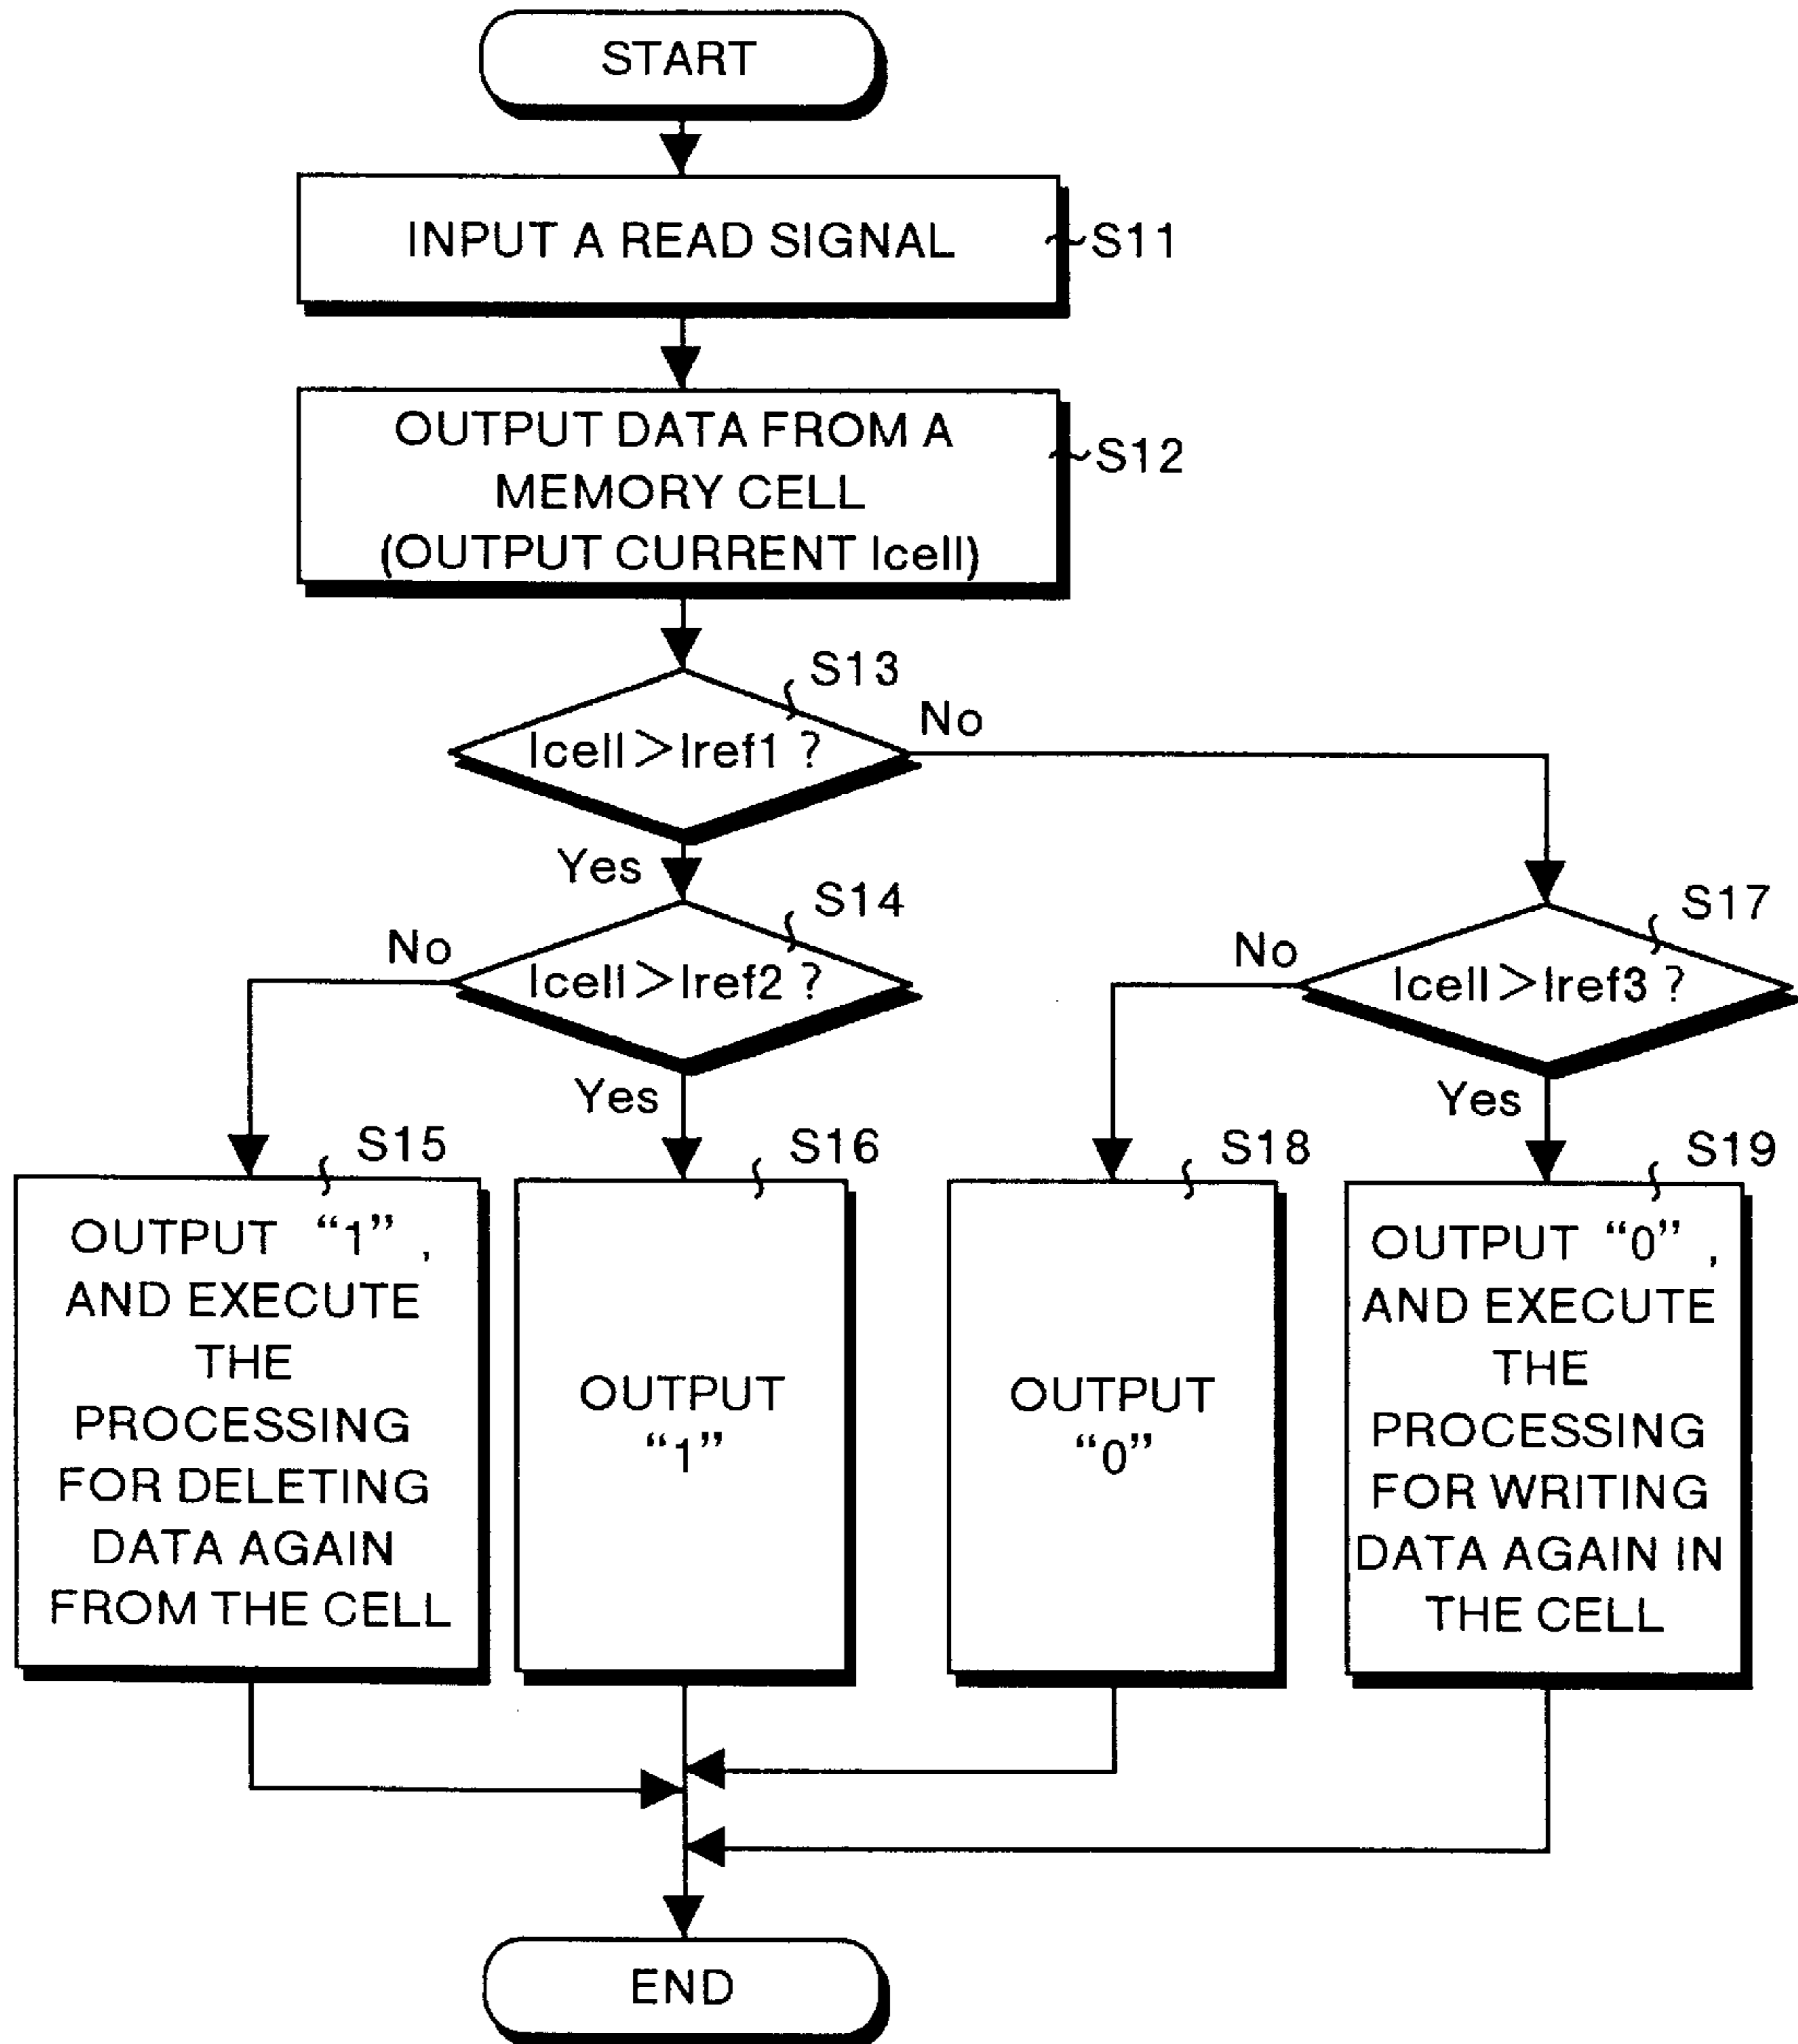 START
INPUT A READ SIGNAL
S11
OUTPUT DATA FROM A
MEMORY CELL
(OUTPUT CURRENT Icell)
S12
S13
Icell>Iref1 ?
No
Yes
S14
Icell>Iref2 ?
No
Yes
S17
Icell>Iref3 ?
No
Yes
S15
OUTPUT “1”,
AND EXECUTE
THE
PROCESSING
FOR DELETING
DATA AGAIN
FROM THE CELL
S16
OUTPUT
“1”
S18
OUTPUT
“0”
S19
OUTPUT “0”,
AND EXECUTE
THE
PROCESSING
FOR WRITING
DATA AGAIN IN
THE CELL
END